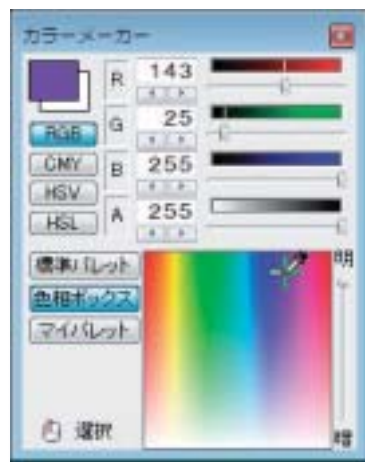 カラーメーカー
R 143
RGB G 25
CMY B 255
HSV
HSL A 255
標準パレット 明
色相ボックス
マイパレット
選択 暗